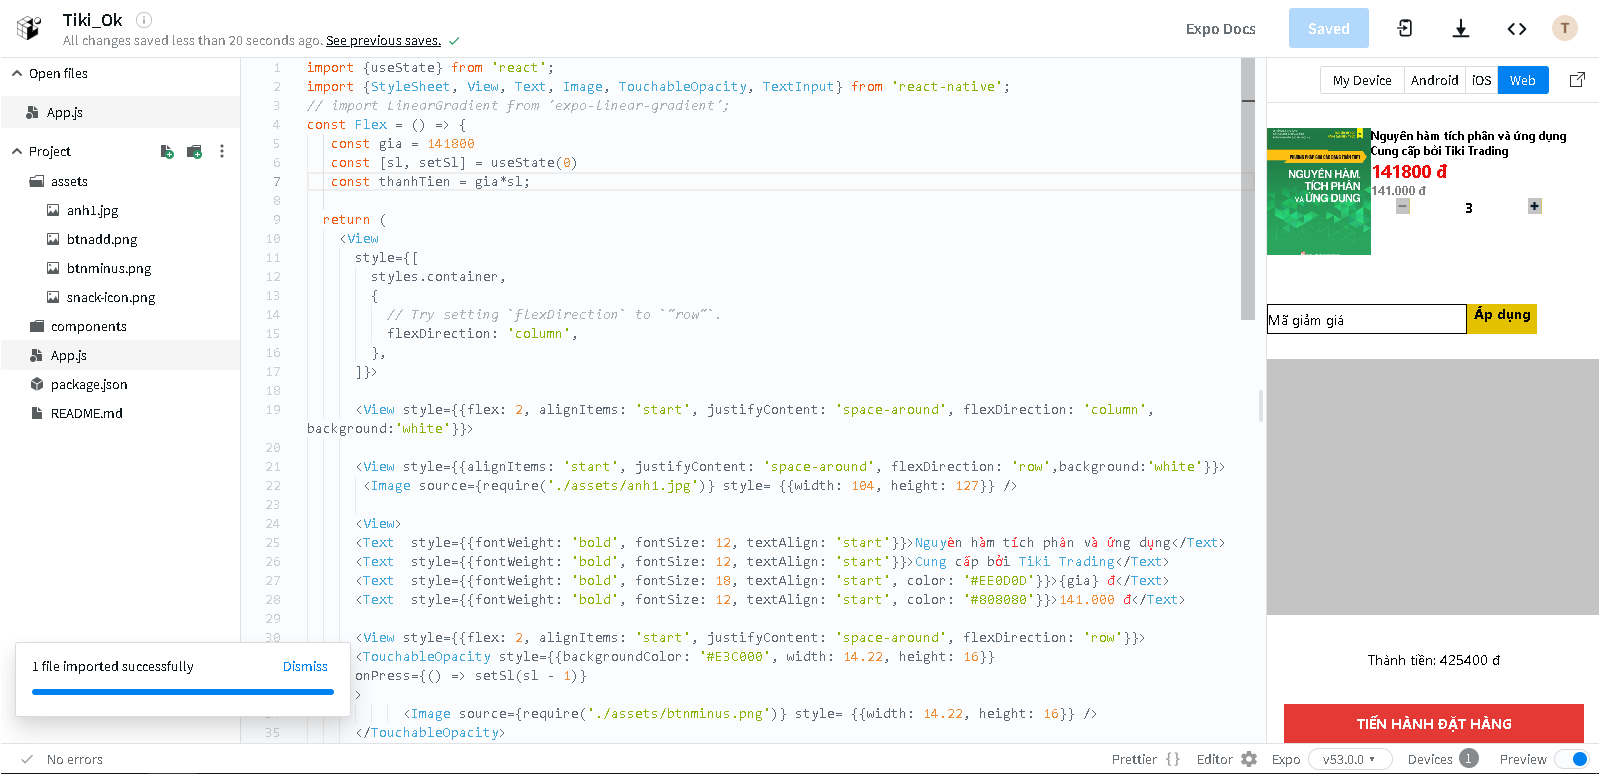 Tiki_Ok
All changes saved less than 20 seconds ago. See previous saves.
Expo Docs
Saved
T
Open files
App.js
Project
assets
anh1.jpg
btnadd.png
btnminus.png
snack-icon.png
components
App.js
package.json
README.md
1 import {useState} from 'react';
2 import {StyleSheet, View, Text, Image, TouchableOpacity, TextInput} from 'react-native';
3 // import LinearGradient from 'expo-linear-gradient';
4 const Flex = () => {
5 const gia = 141800
6 const [sl, setSl] = useState(0)
7 const thanhTien = gia*sl;
8
9 return (
10 <View
11 style={[
12 styles.container,
13 {
14 // Try setting `flexDirection` to `"row"`.
15 flexDirection: 'column',
16 },
17 ]}>
18
19 <View style={{flex: 2, alignItems: 'start', justifyContent: 'space-around', flexDirection: 'column',
background:'white'}}>
20
21 <View style={{alignItems: 'start', justifyContent: 'space-around', flexDirection: 'row',background:'white'}}>
22 <Image source={require('./assets/anh1.jpg')} style= {{width: 104, height: 127}} />
23
24 <View>
25 <Text style={{fontWeight: 'bold', fontSize: 12, textAlign: 'start'}}>Nguyên hàm tích phân và ứng dụng</Text>
26 <Text style={{fontWeight: 'bold', fontSize: 12, textAlign: 'start'}}>Cung cấp bởi Tiki Trading</Text>
27 <Text style={{fontWeight: 'bold', fontSize: 18, textAlign: 'start', color: '#EE0D0D'}}>{gia} đ</Text>
28 <Text style={{fontWeight: 'bold', fontSize: 12, textAlign: 'start', color: '#808080'}}>141.000 đ</Text>
29
30 <View style={{flex: 2, alignItems: 'start', justifyContent: 'space-around', flexDirection: 'row'}}>
<TouchableOpacity style={{backgroundColor: '#E3C000', width: 14.22, height: 16}}
onPress={() => setSl(sl - 1)}
>
<Image source={require('./assets/btnminus.png')} style= {{width: 14.22, height: 16}} />
35 </TouchableOpacity>
1 file imported successfully
Dismiss
My Device
Android
iOS
Web
PHƯƠNG PHÁP GIẢI CÁC DẠNG TOÁN THPT
NGUYÊN HÀM,
TÍCH PHÂN
VÀ ỨNG DỤNG
Nguyên hàm tích phân và ứng dụng
Cung cấp bởi Tiki Trading
141800 đ
141.000 đ
−
3
+
Mã giảm giá
Áp dụng
Thành tiền: 425400 đ
TIẾN HÀNH ĐẶT HÀNG
No errors
Prettier { }
Editor
Expo
v53.0.0
Devices 1
Preview